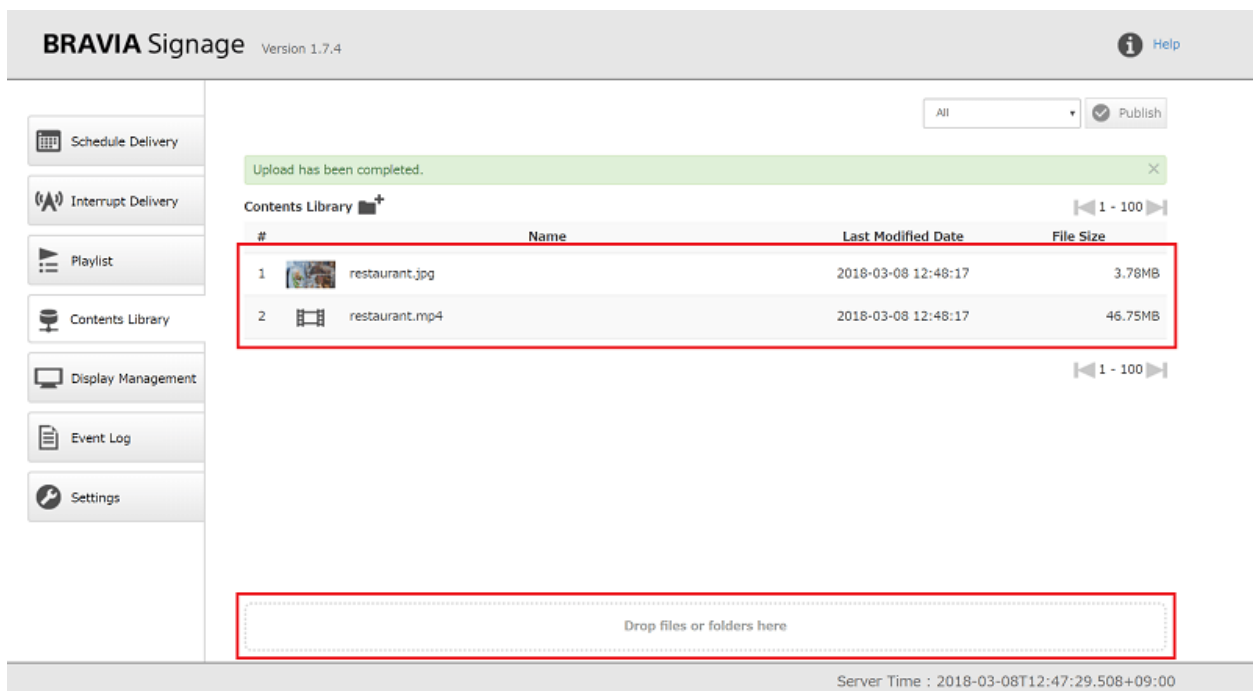 BRAVIA Signage Version 1.7.4
Help
All
Publish
Schedule Delivery
Upload has been completed.
Interrupt Delivery
Contents Library
1 - 100
# Name Last Modified Date File Size
Playlist
1 restaurant.jpg 2018-03-08 12:48:17 3.78MB
Contents Library
2 restaurant.mp4 2018-03-08 12:48:17 46.75MB
Display Management
1 - 100
Event Log
Settings
Drop files or folders here
Server Time : 2018-03-08T12:47:29.508+09:00